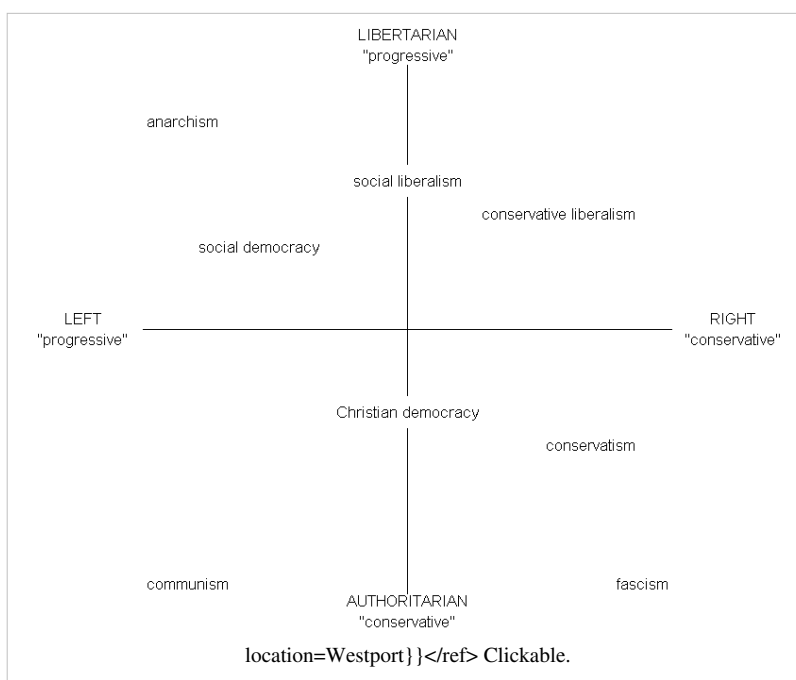 LIBERTARIAN
"progressive"
anarchism
social liberalism
conservative liberalism
social democracy
LEFT
"progressive"
RIGHT
"conservative"
Christian democracy
conservatism
communism
fascism
AUTHORITARIAN
"conservative"
location=Westport}}</ref> Clickable.